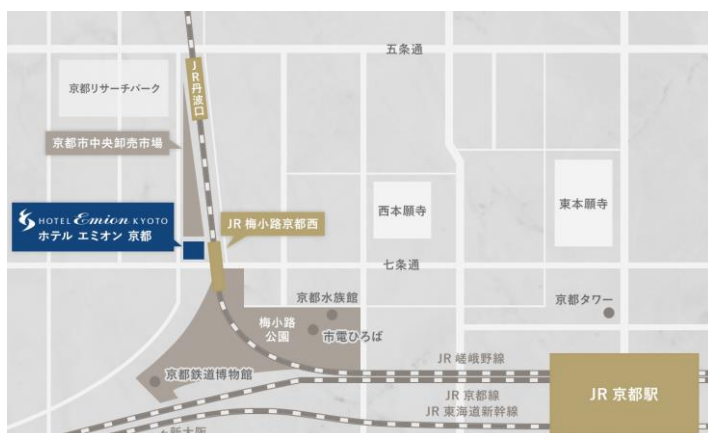 五条通
JR丹波口
京都リサーチパーク
京都市中央卸売市場
HOTEL Emion KYOTO
ホテル エミオン 京都
JR 梅小路京都西
西本願寺
東本願寺
七条通
京都水族館
京都タワー
梅小路
公園
市電ひろば
JR 嵯峨野線
京都鉄道博物館
JR 京都線
JR 東海道新幹線
JR 京都駅
新大阪